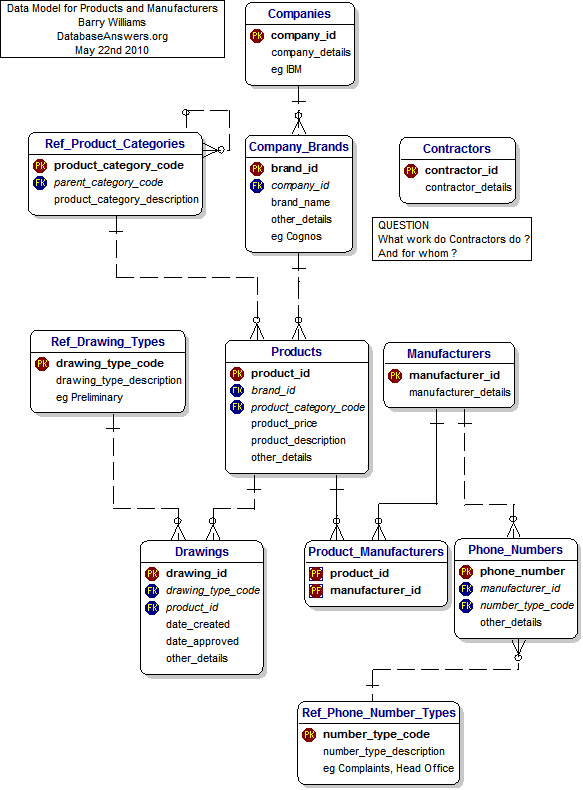 Data Model for Products and Manufacturers
Barry Williams
DatabaseAnswers.org
May 22nd 2010
Companies
PK company_id
company_details
eg IBM
Ref_Product_Categories
PK product_category_code
FK parent_category_code
product_category_description
Company_Brands
PK brand_id
FK company_id
brand_name
other_details
eg Cognos
Contractors
PK contractor_id
contractor_details
QUESTION
What work do Contractors do ?
And for whom ?
Ref_Drawing_Types
PK drawing_type_code
drawing_type_description
eg Preliminary
Products
PK product_id
FK brand_id
FK product_category_code
product_price
product_description
other_details
Manufacturers
PK manufacturer_id
manufacturer_details
Drawings
PK drawing_id
FK drawing_type_code
FK product_id
date_created
date_approved
other_details
Product_Manufacturers
PF product_id
PF manufacturer_id
Phone_Numbers
PK phone_number
FK manufacturer_id
FK number_type_code
other_details
Ref_Phone_Number_Types
PK number_type_code
number_type_description
eg Complaints, Head Office